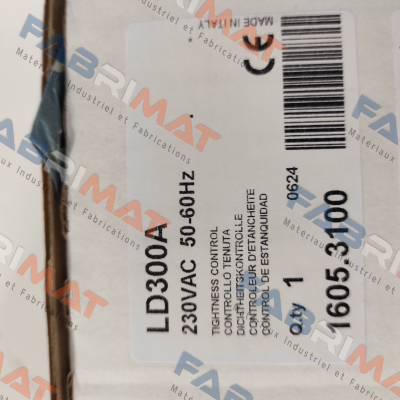 LD300A
230VAC 50-60Hz
TIGHTNESS CONTROL
CONTROLLO TENUTA
DICHTHEITSKONTROLLE
CONTROLEUR D'ETANCHEITE
CONTROL DE ESTANQUIDAD
Q.ty 1
1605 3100
0624
MADE IN ITALY
CE
FABRIMAT
Materiaux Industriel et Fabrications